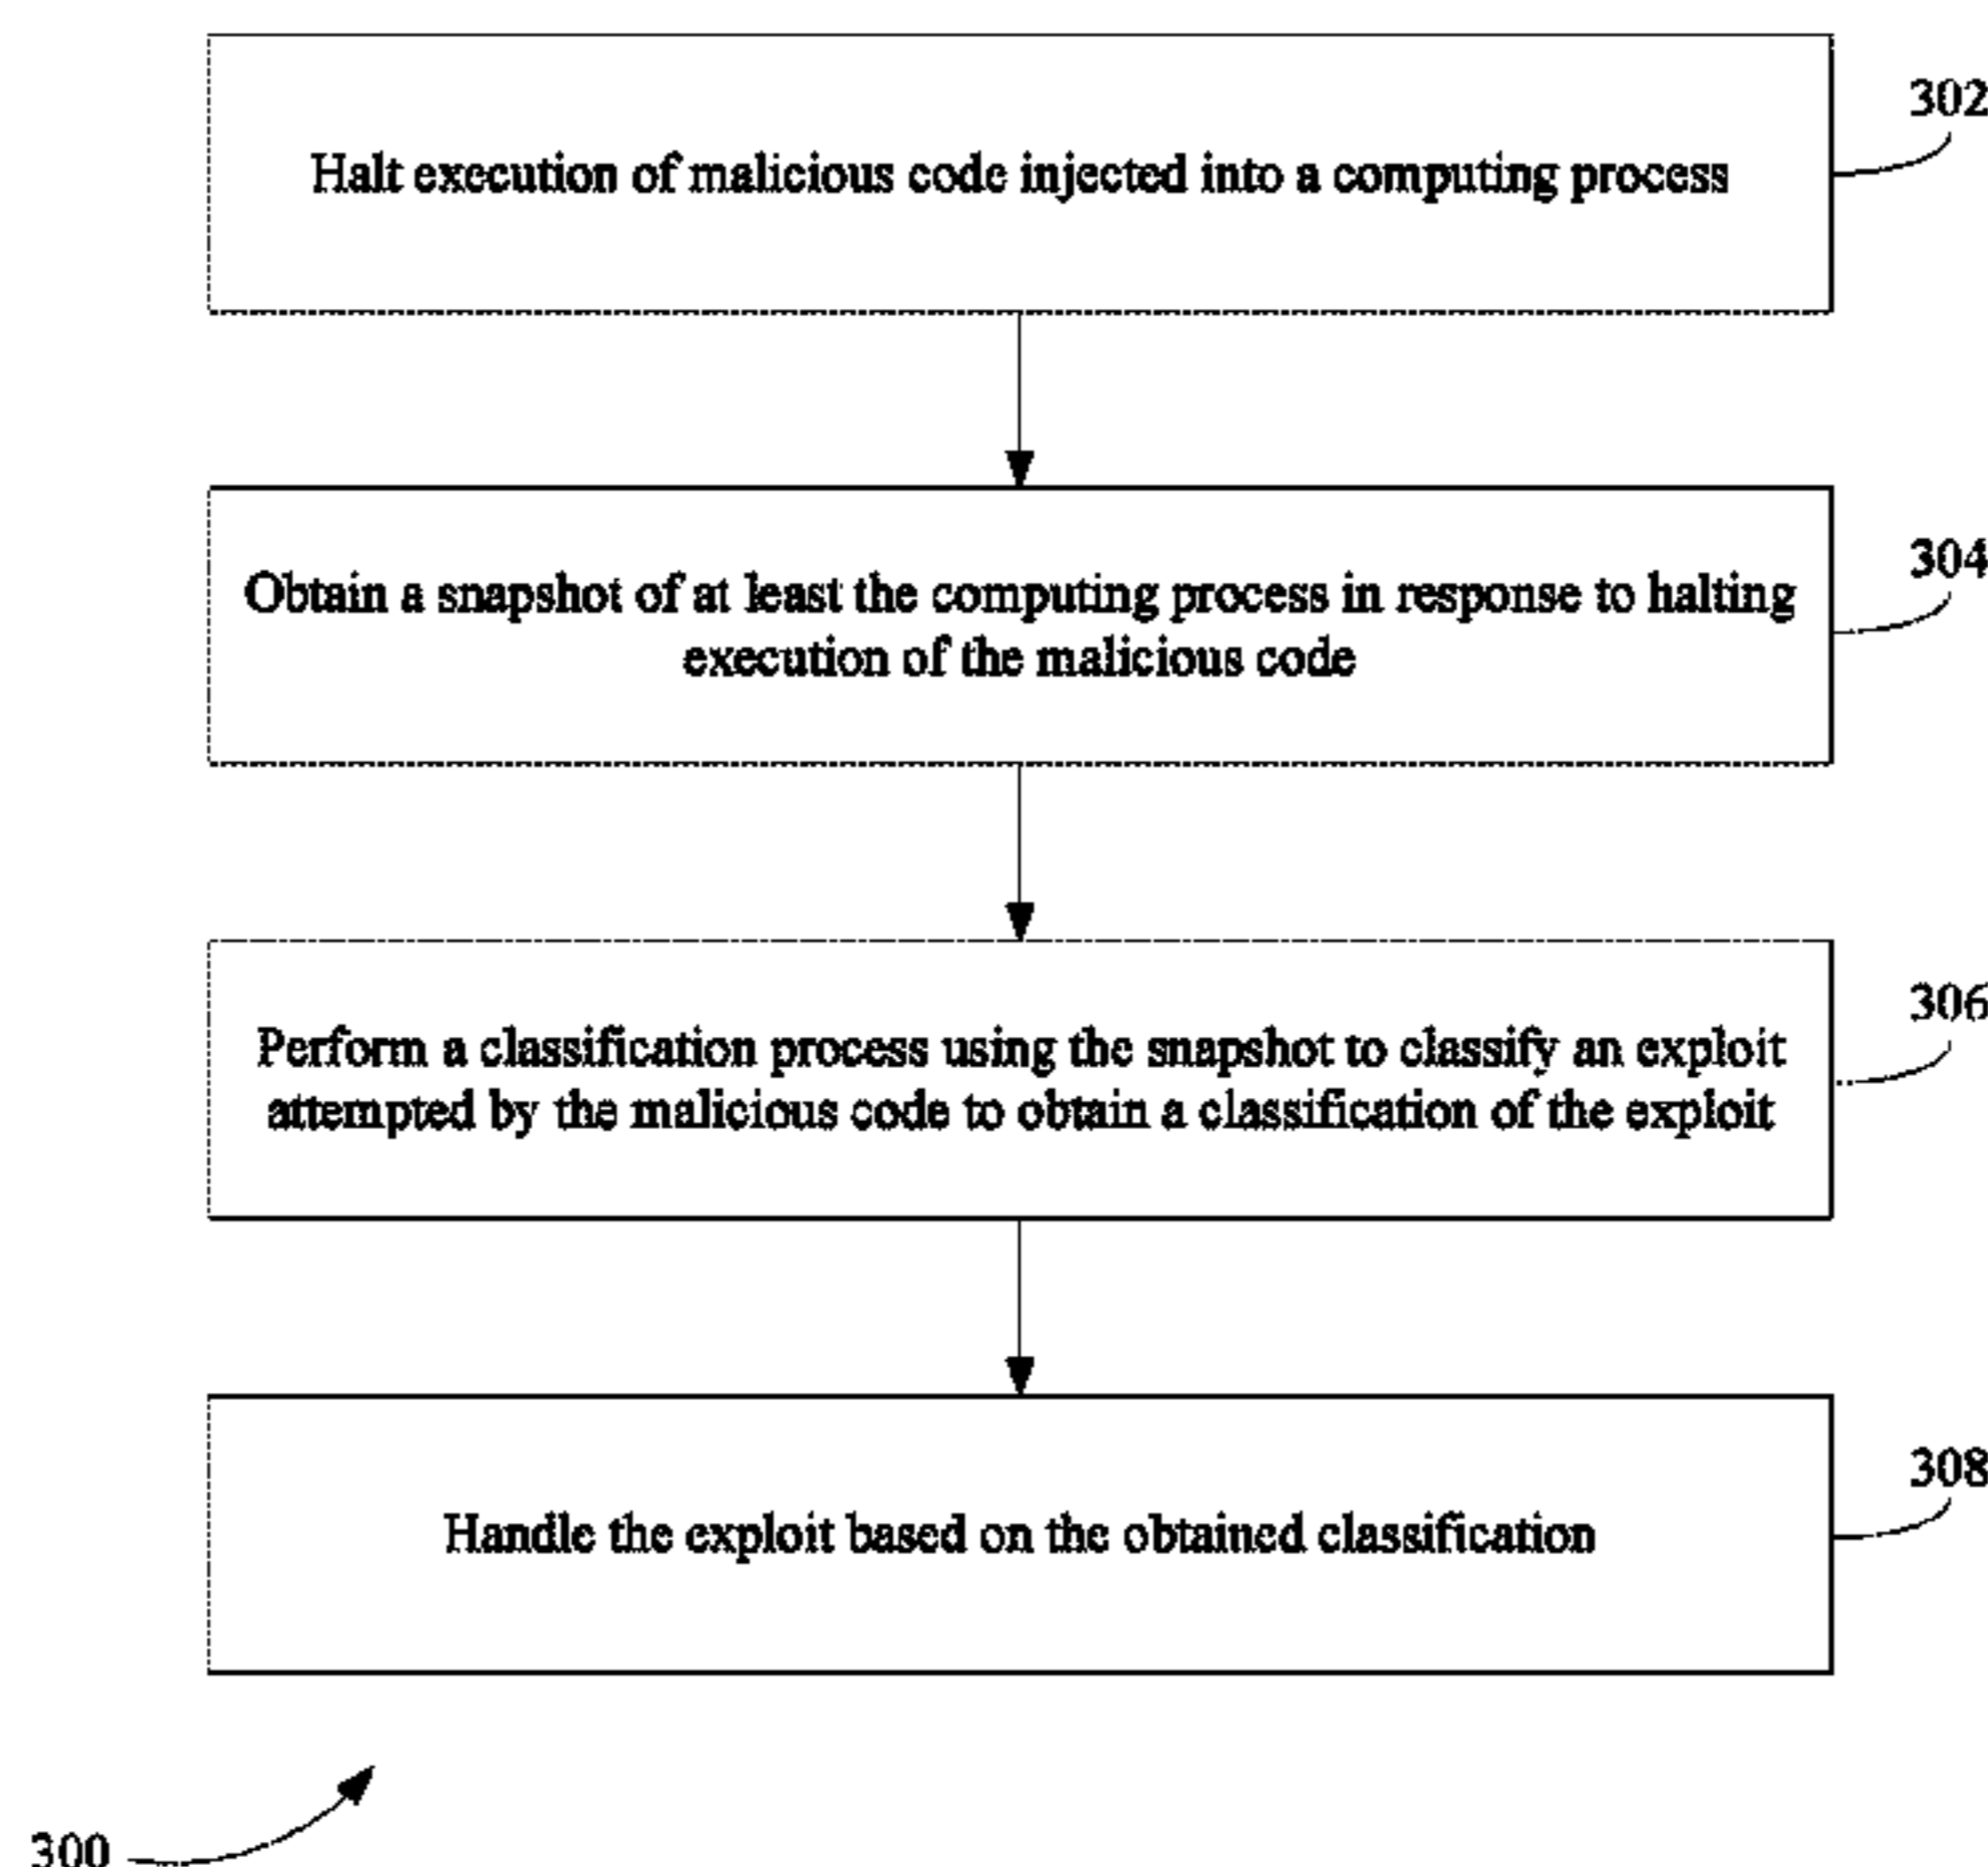 302
Halt execution of malicious code injected into a computing process
304
Obtain a snapshot of at least the computing process in response to halting
execution of the malicious code
306
Perform a classification process using the snapshot to classify an exploit
attempted by the malicious code to obtain a classification of the exploit
308
Handle the exploit based on the obtained classification
300